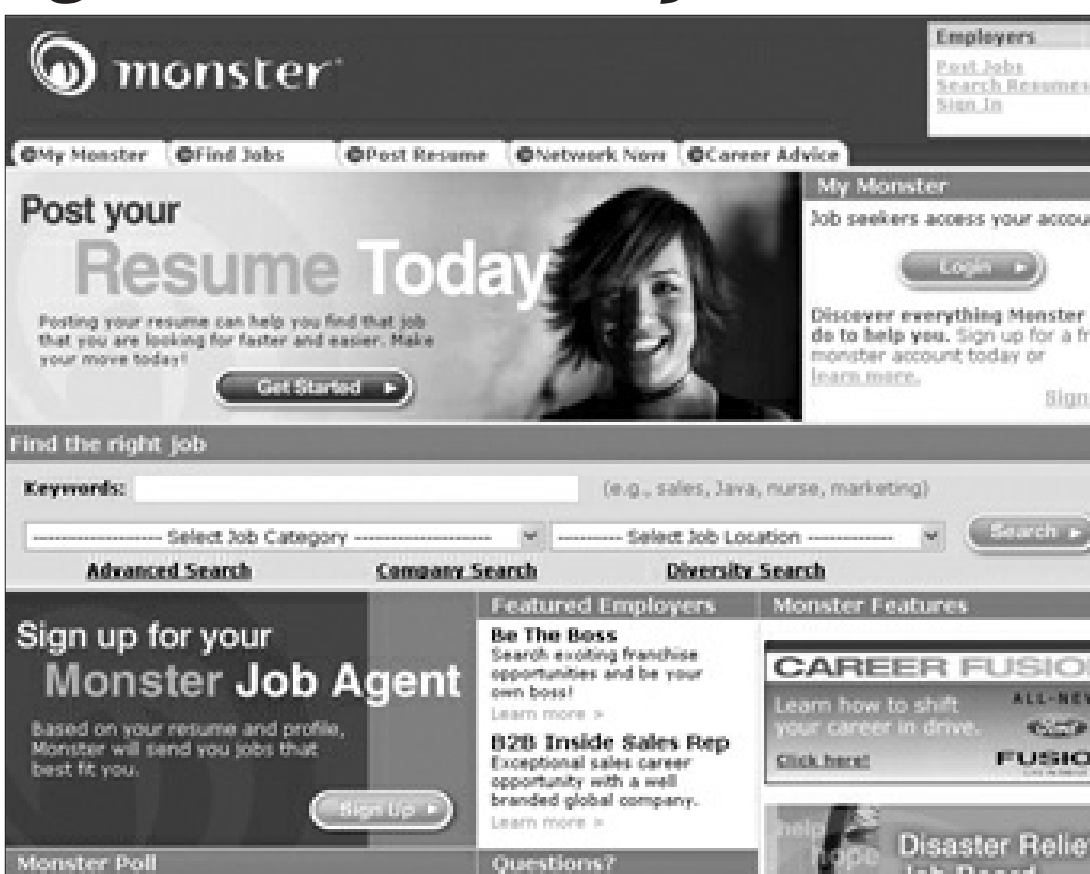 monster
Employers
Post Jobs
Search Resumes
Sign In
My Monster
Find Jobs
Post Resume
Network Now
Career Advice
Post your
Resume Today
Posting your resume can help you find that job
that you are looking for faster and easier. Make
your move today!
Get Started
My Monster
Job seekers access your
Login
Discover everything Monster
do to help you. Sign up for a
monster account today or
learn more.
Sign
Find the right job
Keywords:
(e.g., sales, Java, nurse, marketing)
------------------- Select Job Category --------------------
---------- Select Job Location -------------
Search
Advanced Search
Company Search
Diversity Search
Sign up for your
Monster Job Agent
Based on your resume and profile,
Monster will send you jobs that
best fit you.
Sign Up
Featured Employers
Be The Boss
Search exciting franchise
opportunities and be your
own boss!
Learn more >
B2B Inside Sales Rep
Exceptional sales career
opportunity with a well
branded global company.
Learn more >
Monster Features
CAREER
Learn how to shift
your career in drive.
Click here!
Ford
help
hope
Disaster
Job Board
Monster Poll
Questions?